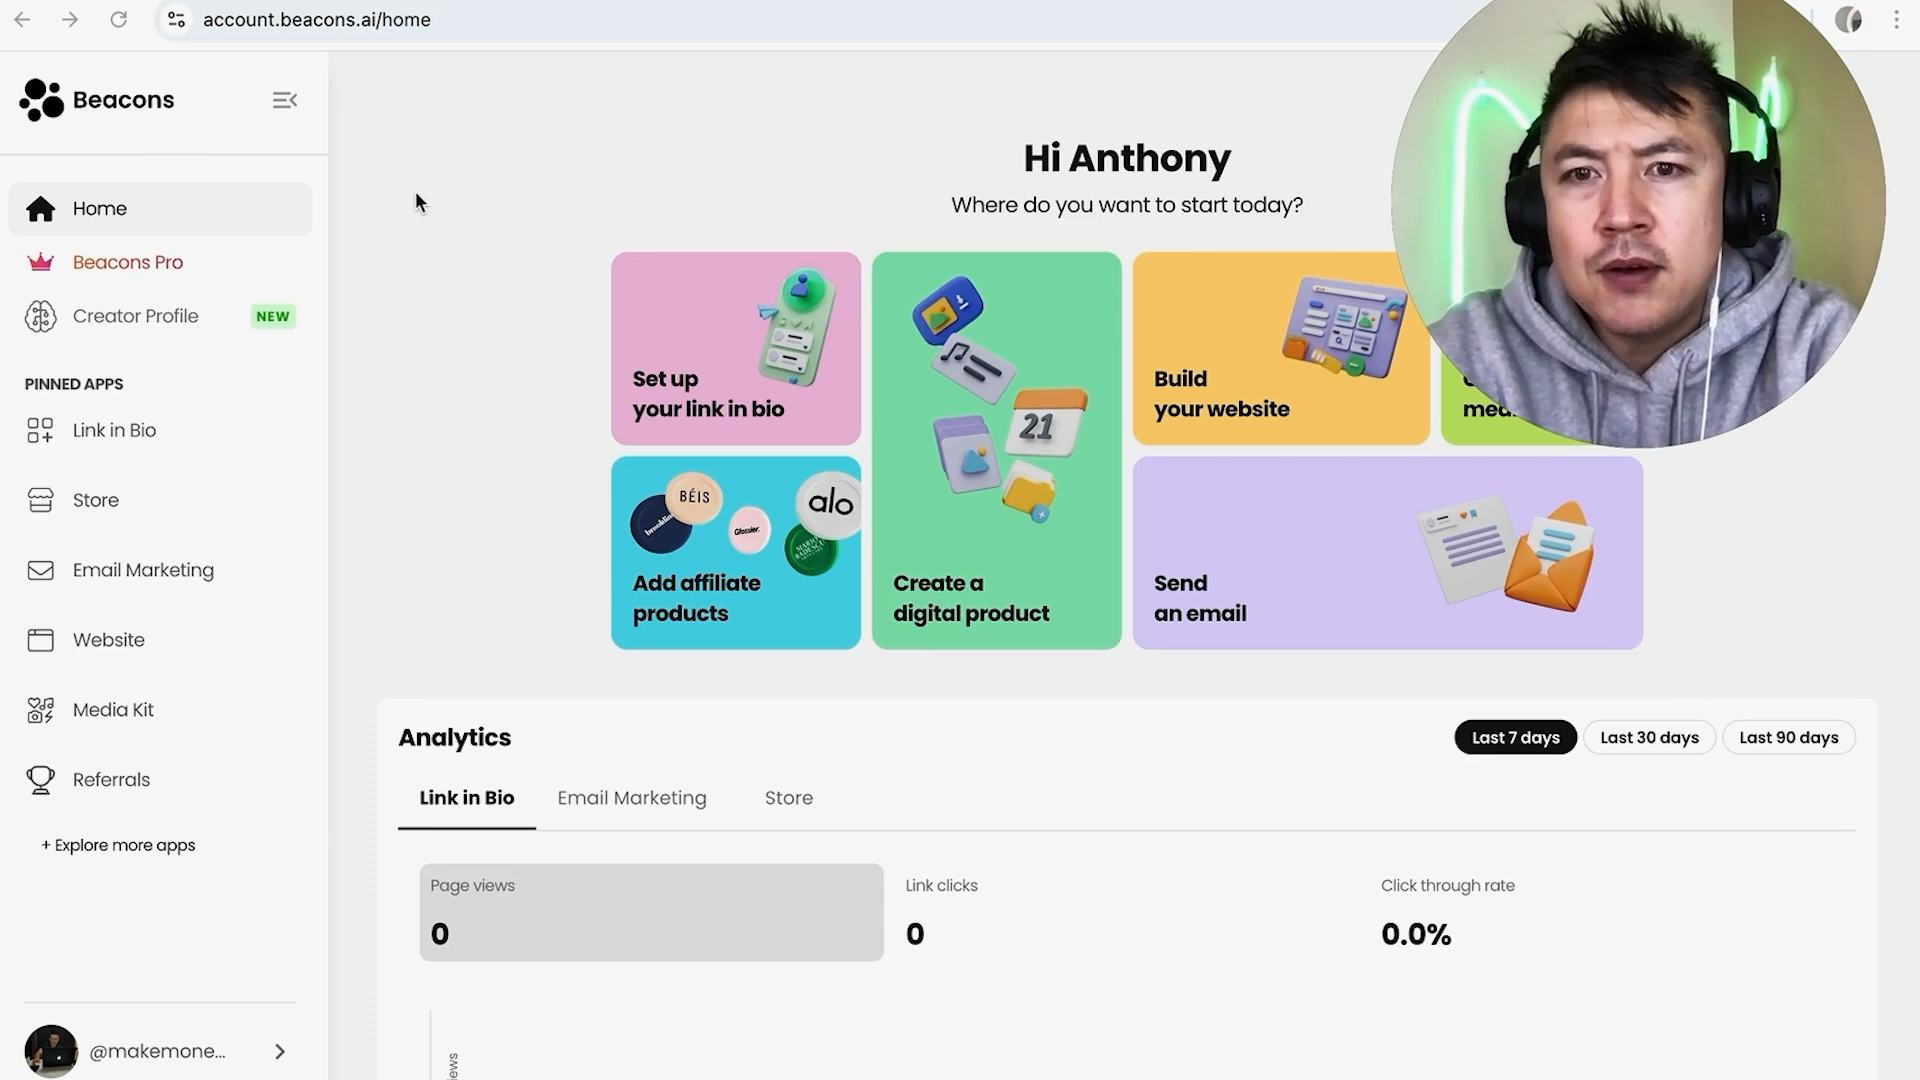 account.beacons.ai/home
Beacons
Home
Beacons Pro
Creator Profile
NEW
PINNED APPS
Link in Bio
Store
Email Marketing
Website
Media Kit
Referrals
+ Explore more apps
@makemone...
Hi Anthony
Where do you want to start today?
Set up
your link in bio
21
Create a
digital product
Build
your website
BÉIS
alo
Glossier.
Add affiliate
products
Send
an email
Analytics
Last 7 days
Last 30 days
Last 90 days
Link in Bio
Email Marketing
Store
Page views
0
Link clicks
0
Click through rate
0.0%